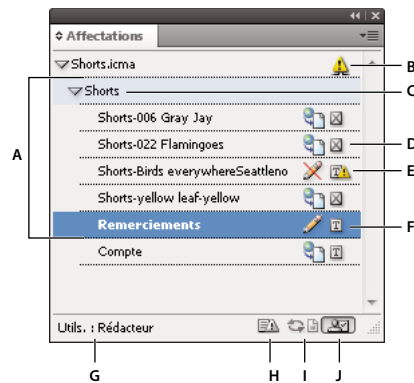 Affectations
Shorts.icma
B
Shorts
C
A
Shorts-006 Gray Jay
Shorts-022 Flamingoes
D
Shorts-Birds everywhereSeattleno
E
Shorts-yellow leaf-yellow
Remerciements
F
Compte
Utils. : Rédacteur
G
H
I
J